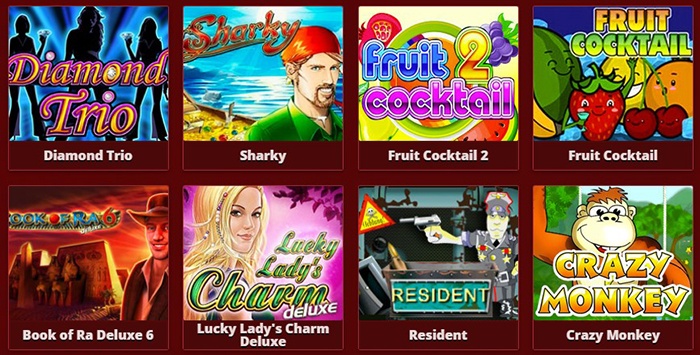 Diamond
Trio
Diamond Trio
Sharky
Sharky
fruit 2
cocktail
Fruit Cocktail 2
FRUIT
COCKTAIL
Fruit Cocktail
BOOK OF RA 6
Book of Ra Deluxe 6
Lucky
Lady's
Charm
deluxe
Lucky Lady's Charm
Deluxe
RESIDENT
Resident
CRAZY
MONKEY
Crazy Monkey